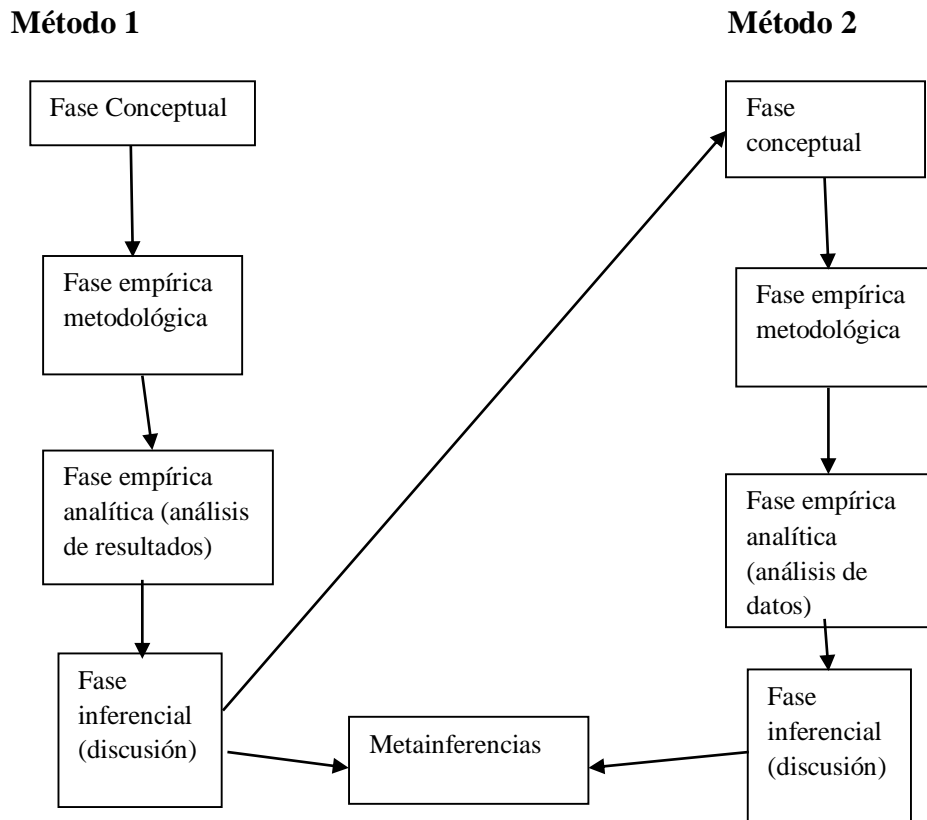 Método 1
Método 2
Fase Conceptual
Fase
conceptual
Fase empírica
metodológica
Fase empírica
metodológica
Fase empírica
analítica (análisis
de resultados)
Fase empírica
analítica
(análisis de
datos)
Fase
inferencial
(discusión)
Metainferencias
Fase
inferencial
(discusión)